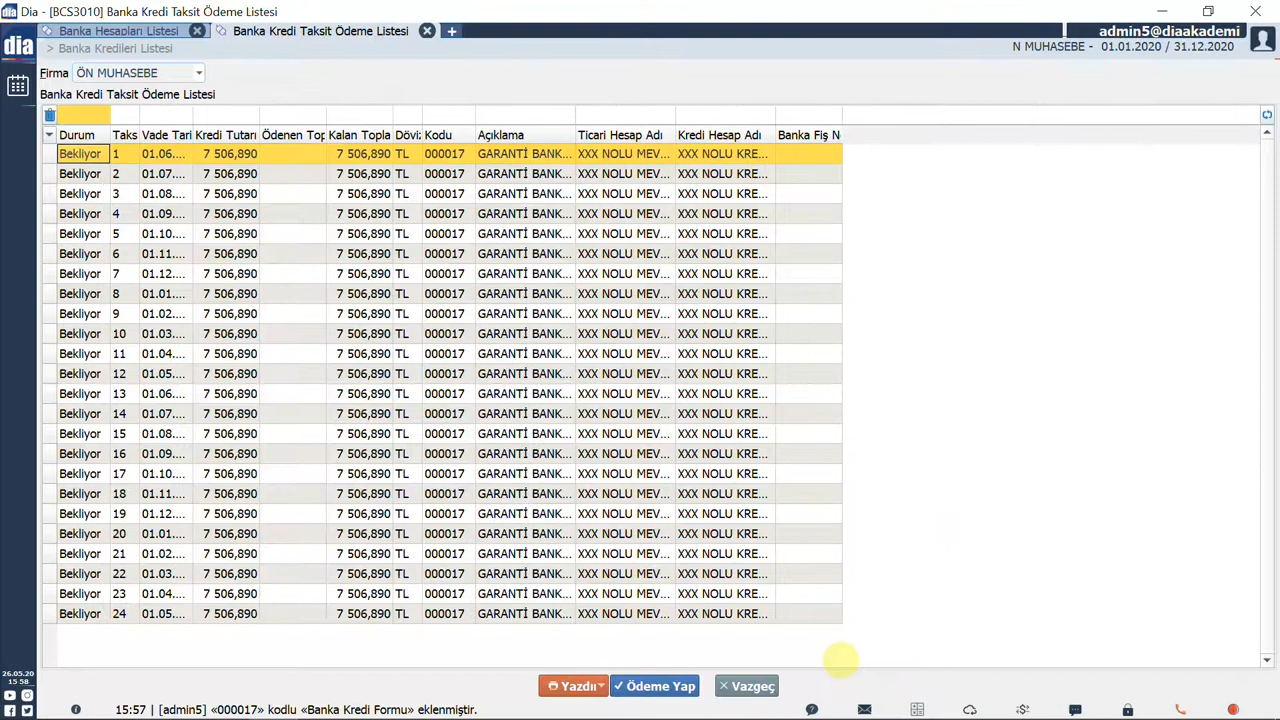 Dia - [BCS3010] Banka Kredi Taksit Ödeme Listesi
dia
Banka Hesapları Listesi
Banka Kredi Taksit Ödeme Listesi
admin5@diaakademi
> Banka Kredileri Listesi
N MUHASEBE - 01.01.2020 / 31.12.2020
Firma ÖN MUHASEBE
Banka Kredi Taksit Ödeme Listesi
Durum Taks Vade Tari Kredi Tutarı Ödenen Top Kalan Topla Döviz Kodu Açıklama Ticari Hesap Adı Kredi Hesap Adı Banka Fiş N
Bekliyor 1 01.06.... 7 506,890 7 506,890 TL 000017 GARANTİ BANK... XXX NOLU MEV... XXX NOLU KRE...
Bekliyor 2 01.07.... 7 506,890 7 506,890 TL 000017 GARANTİ BANK... XXX NOLU MEV... XXX NOLU KRE...
Bekliyor 3 01.08.... 7 506,890 7 506,890 TL 000017 GARANTİ BANK... XXX NOLU MEV... XXX NOLU KRE...
Bekliyor 4 01.09.... 7 506,890 7 506,890 TL 000017 GARANTİ BANK... XXX NOLU MEV... XXX NOLU KRE...
Bekliyor 5 01.10.... 7 506,890 7 506,890 TL 000017 GARANTİ BANK... XXX NOLU MEV... XXX NOLU KRE...
Bekliyor 6 01.11.... 7 506,890 7 506,890 TL 000017 GARANTİ BANK... XXX NOLU MEV... XXX NOLU KRE...
Bekliyor 7 01.12.... 7 506,890 7 506,890 TL 000017 GARANTİ BANK... XXX NOLU MEV... XXX NOLU KRE...
Bekliyor 8 01.01.... 7 506,890 7 506,890 TL 000017 GARANTİ BANK... XXX NOLU MEV... XXX NOLU KRE...
Bekliyor 9 01.02.... 7 506,890 7 506,890 TL 000017 GARANTİ BANK... XXX NOLU MEV... XXX NOLU KRE...
Bekliyor 10 01.03.... 7 506,890 7 506,890 TL 000017 GARANTİ BANK... XXX NOLU MEV... XXX NOLU KRE...
Bekliyor 11 01.04.... 7 506,890 7 506,890 TL 000017 GARANTİ BANK... XXX NOLU MEV... XXX NOLU KRE...
Bekliyor 12 01.05.... 7 506,890 7 506,890 TL 000017 GARANTİ BANK... XXX NOLU MEV... XXX NOLU KRE...
Bekliyor 13 01.06.... 7 506,890 7 506,890 TL 000017 GARANTİ BANK... XXX NOLU MEV... XXX NOLU KRE...
Bekliyor 14 01.07.... 7 506,890 7 506,890 TL 000017 GARANTİ BANK... XXX NOLU MEV... XXX NOLU KRE...
Bekliyor 15 01.08.... 7 506,890 7 506,890 TL 000017 GARANTİ BANK... XXX NOLU MEV... XXX NOLU KRE...
Bekliyor 16 01.09.... 7 506,890 7 506,890 TL 000017 GARANTİ BANK... XXX NOLU MEV... XXX NOLU KRE...
Bekliyor 17 01.10.... 7 506,890 7 506,890 TL 000017 GARANTİ BANK... XXX NOLU MEV... XXX NOLU KRE...
Bekliyor 18 01.11.... 7 506,890 7 506,890 TL 000017 GARANTİ BANK... XXX NOLU MEV... XXX NOLU KRE...
Bekliyor 19 01.12.... 7 506,890 7 506,890 TL 000017 GARANTİ BANK... XXX NOLU MEV... XXX NOLU KRE...
Bekliyor 20 01.01.... 7 506,890 7 506,890 TL 000017 GARANTİ BANK... XXX NOLU MEV... XXX NOLU KRE...
Bekliyor 21 01.02.... 7 506,890 7 506,890 TL 000017 GARANTİ BANK... XXX NOLU MEV... XXX NOLU KRE...
Bekliyor 22 01.03.... 7 506,890 7 506,890 TL 000017 GARANTİ BANK... XXX NOLU MEV... XXX NOLU KRE...
Bekliyor 23 01.04.... 7 506,890 7 506,890 TL 000017 GARANTİ BANK... XXX NOLU MEV... XXX NOLU KRE...
Bekliyor 24 01.05.... 7 506,890 7 506,890 TL 000017 GARANTİ BANK... XXX NOLU MEV... XXX NOLU KRE...
26.05.20
15 58
Yazdır
Ödeme Yap
Vazgeç
15:57 | [admin5] «000017» kodlu «Banka Kredi Formu» eklenmiştir.